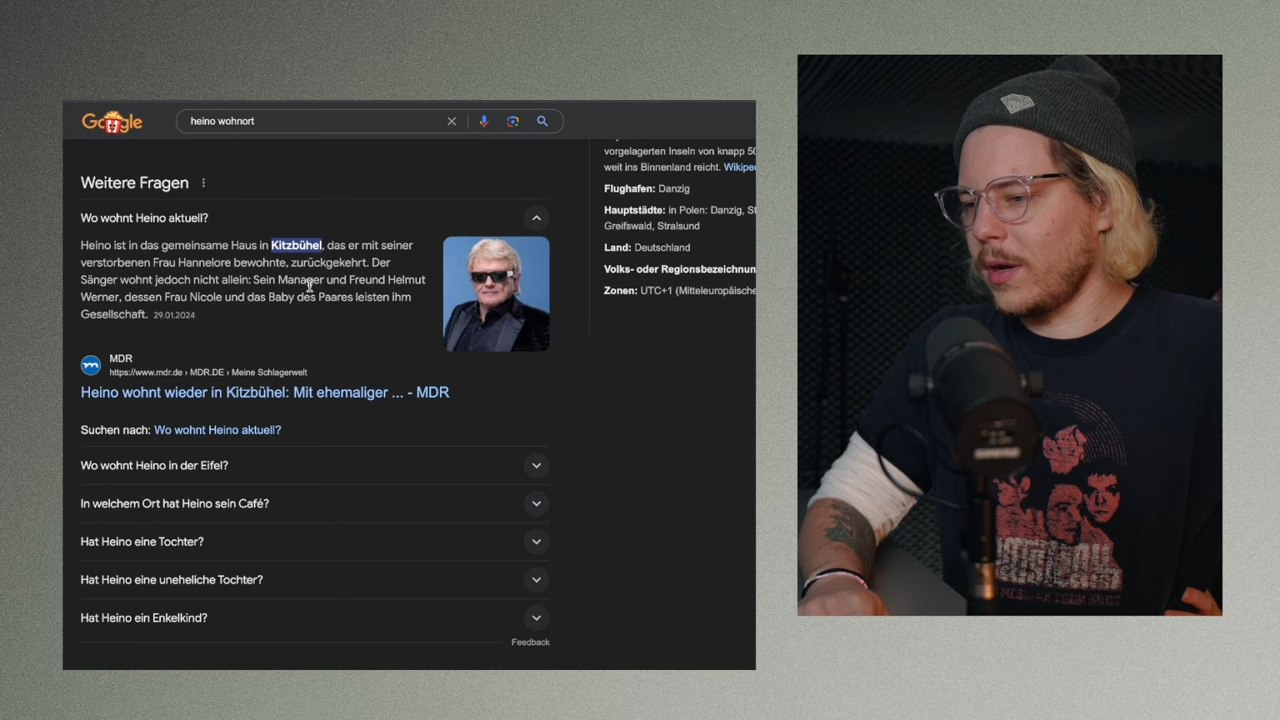 Google
heino wohnort
Weitere Fragen
Wo wohnt Heino aktuell?
Heino ist in das gemeinsame Haus in Kitzbühel, das er mit seiner
verstorbenen Frau Hannelore bewohnte, zurückgekehrt. Der
Sänger wohnt jedoch nicht allein: Sein Manager und Freund Helmut
Werner, dessen Frau Nicole und das Baby des Paares leisten ihm
Gesellschaft. 29.01.2024
MDR
https://www.mdr.de › MDR.DE › Meine Schlagerwelt
Heino wohnt wieder in Kitzbühel: Mit ehemaliger ... - MDR
Suchen nach: Wo wohnt Heino aktuell?
Wo wohnt Heino in der Eifel?
In welchem Ort hat Heino sein Café?
Hat Heino eine Tochter?
Hat Heino eine uneheliche Tochter?
Hat Heino ein Enkelkind?
Feedback
vorgelagerten Inseln von knapp 50
weit ins Binnenland reicht. Wikipe
Flughafen: Danzig
Hauptstädte: in Polen: Danzig, St
Greifswald, Stralsund
Land: Deutschland
Volks- oder Regionsbezeichnun
Zonen: UTC+1 (Mitteleuropäische